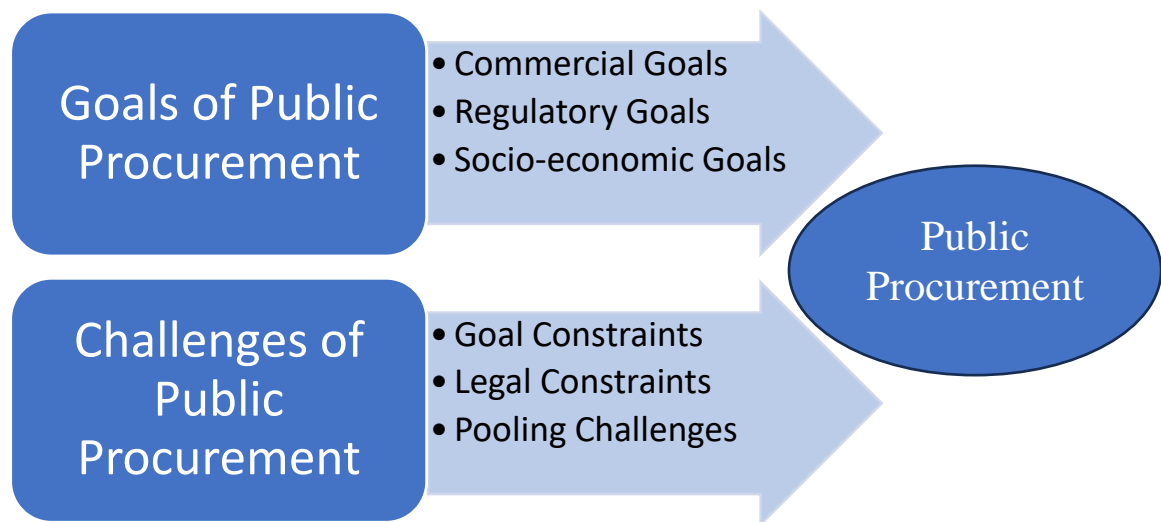 Goals of Public
Procurement
• Commercial Goals
• Regulatory Goals
• Socio-economic Goals
Challenges of
Public
Procurement
• Goal Constraints
• Legal Constraints
• Pooling Challenges
Public
Procurement